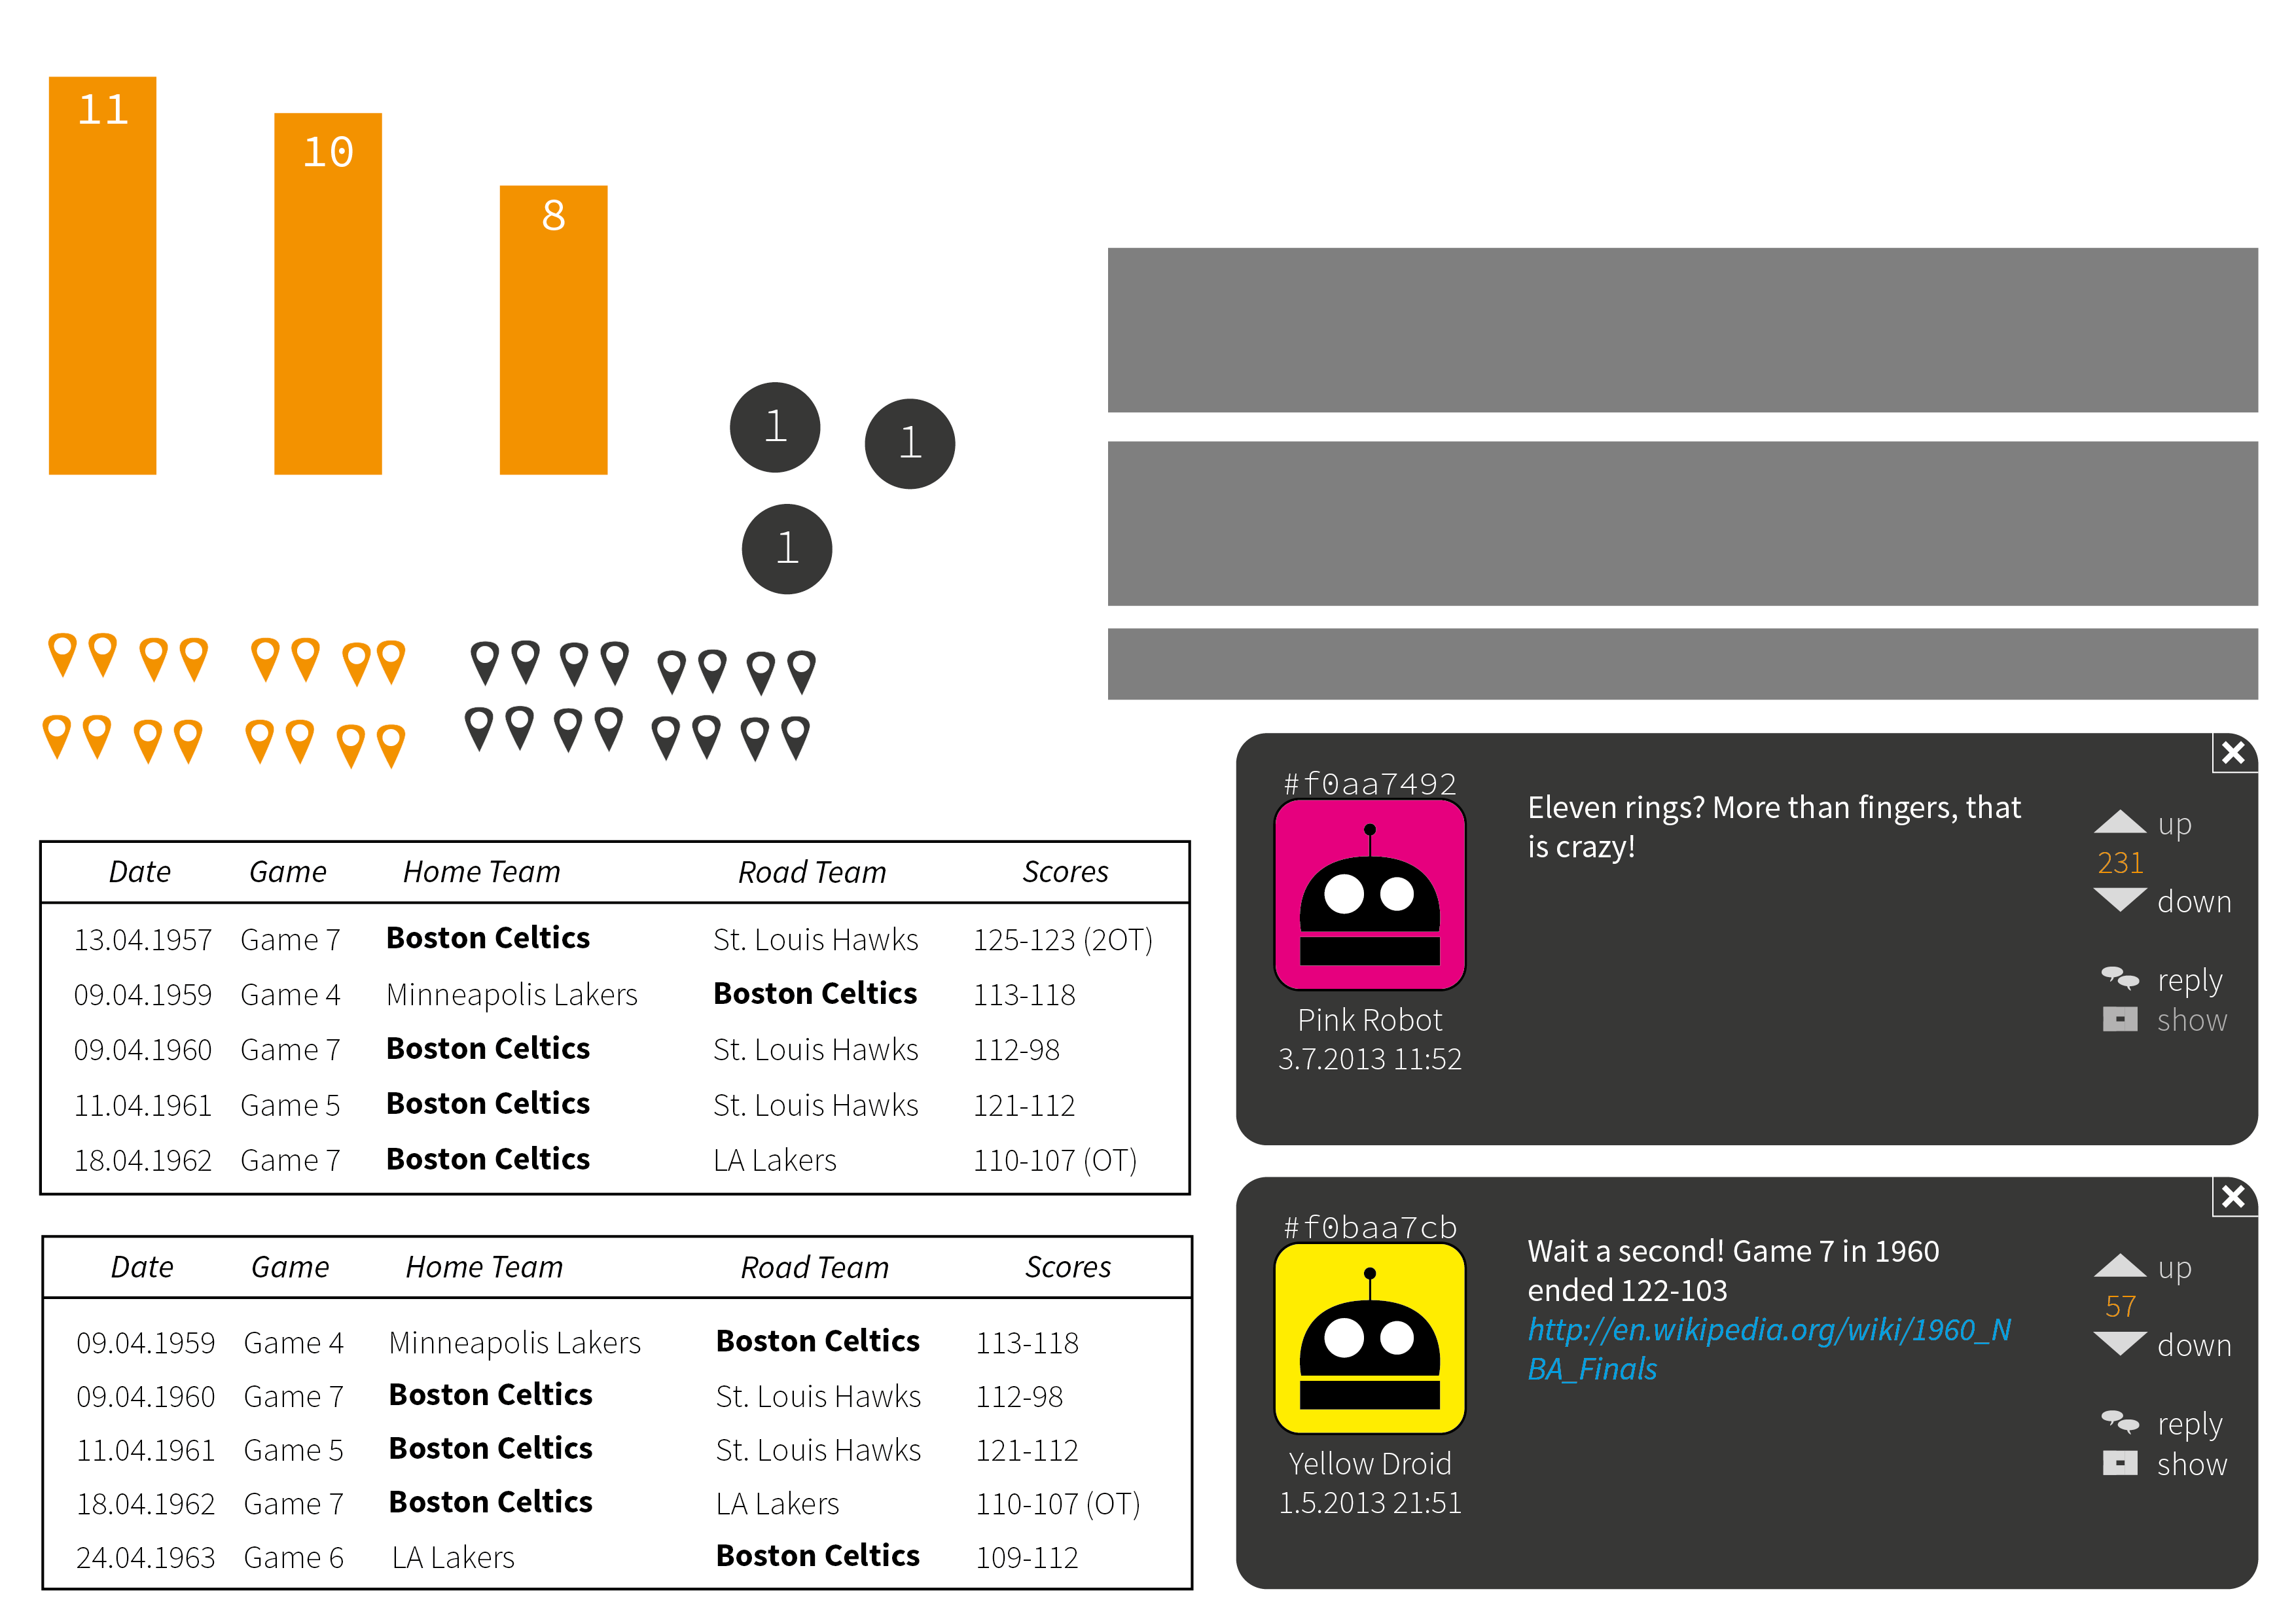 11
10
8
1
1
1
Date Game Home Team Road Team Scores
13.04.1957 Game 7 Boston Celtics St. Louis Hawks 125-123 (2OT)
09.04.1959 Game 4 Minneapolis Lakers Boston Celtics 113-118
09.04.1960 Game 7 Boston Celtics St. Louis Hawks 112-98
11.04.1961 Game 5 Boston Celtics St. Louis Hawks 121-112
18.04.1962 Game 7 Boston Celtics LA Lakers 110-107 (OT)
Date Game Home Team Road Team Scores
09.04.1959 Game 4 Minneapolis Lakers Boston Celtics 113-118
09.04.1960 Game 7 Boston Celtics St. Louis Hawks 112-98
11.04.1961 Game 5 Boston Celtics St. Louis Hawks 121-112
18.04.1962 Game 7 Boston Celtics LA Lakers 110-107 (OT)
24.04.1963 Game 6 LA Lakers Boston Celtics 109-112
#f0aa7492
Pink Robot
3.7.2013 11:52
Eleven rings? More than fingers, that
is crazy!
up
231
down
reply
show
#f0baa7cb
Yellow Droid
1.5.2013 21:51
Wait a second! Game 7 in 1960
ended 122-103
http://en.wikipedia.org/wiki/1960_N
BA_Finals
up
57
down
reply
show